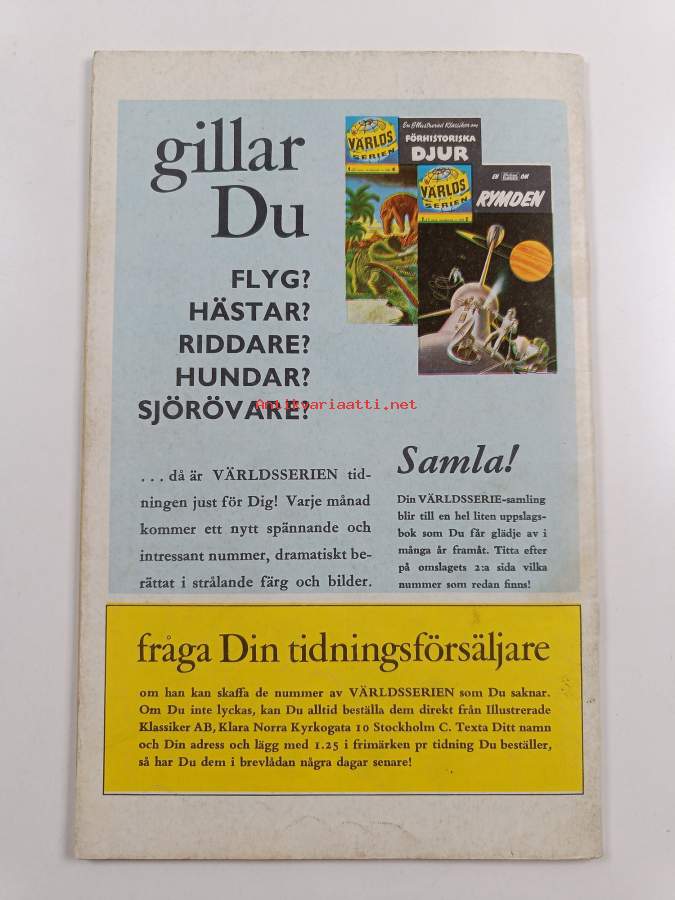 gillar
Du
FLYG?
HÄSTAR?
RIDDARE?
HUNDAR?
SJÖRÖVARE?
VÄRLDS
SERIEN
En Illustrerad Klassiker om
FÖRHISTORISKA
DJUR
VÄRLDS
SERIEN
EN
OM
RYMDEN
Antikvariaatti.net
. . . då är VÄRLDSSERIEN tid-
ningen just för Dig! Varje månad
kommer ett nytt spännande och
intressant nummer, dramatiskt be-
rättat i strålande färg och bilder.
Samla!
Din VÄRLDSSERIE-samling
blir till en hel liten uppslags-
bok som Du får glädje av i
många år framåt. Titta efter
på omslagets 2:a sida vilka
nummer som redan finns!
fråga Din tidningsförsäljare
om han kan skaffa de nummer av VÄRLDSSERIEN som Du saknar.
Om Du inte lyckas, kan Du alltid beställa dem direkt från Illustrerade
Klassiker AB, Klara Norra Kyrkogata 10 Stockholm C. Texta Ditt namn
och Din adress och lägg med 1.25 i frimärken pr tidning Du beställer,
så har Du dem i brevlådan några dagar senare!